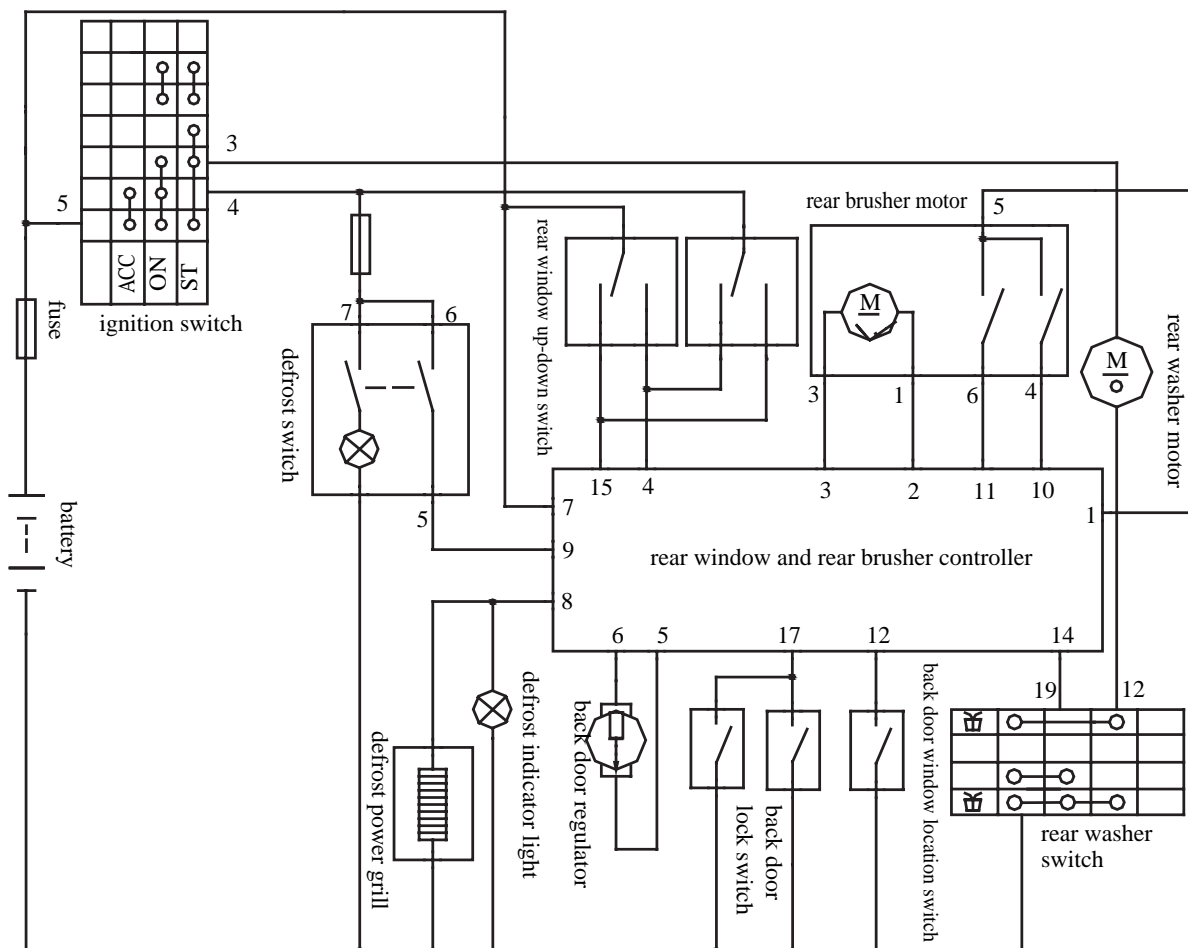 3
5
4
ACC
ON
ST
ignition switch
fuse
battery
7
6
defrost switch
5
rear window up-down switch
rear brusher motor
5
M
3
1
6
4
M
rear washer motor
15
4
3
2
11
10
7
9
8
1
rear window and rear brusher controller
6
5
17
12
14
defrost power grill
defrost indicator light
back door regulator
back door
lock switch
back door window location switch
19
12
rear washer
switch